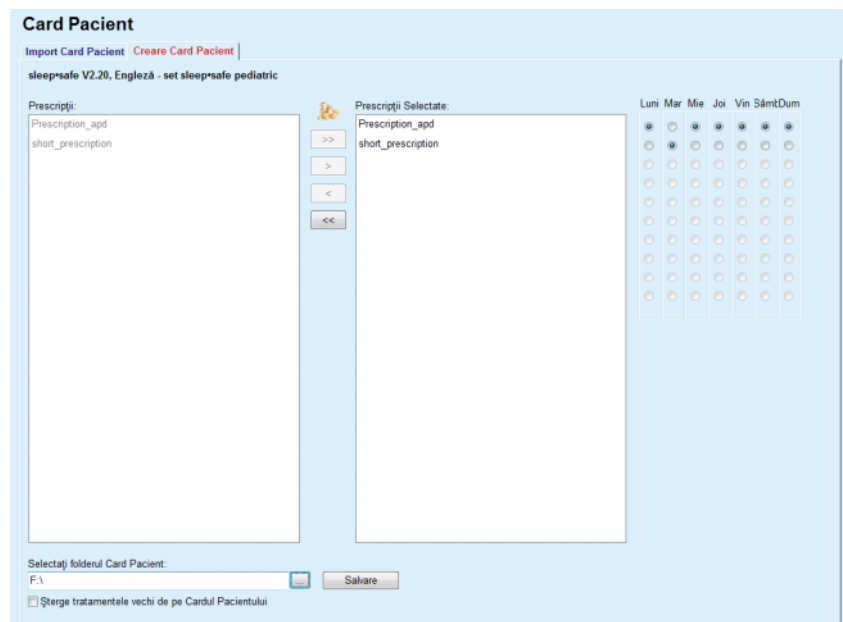 Card Pacient
Import Card Pacient Creare Card Pacient
sleep•safe V2.20, Engleză - set sleep•safe pediatric
Prescripţii:
Prescription_apd
short_prescription
>>
>
<
<<
Prescripţii Selectate:
Prescription_apd
short_prescription
Luni Mar Mie Joi Vin Sâmt Dum
Selectaţi folderul Card Pacient:
F:\
... Salvare
Şterge tratamentele vechi de pe Cardul Pacientului